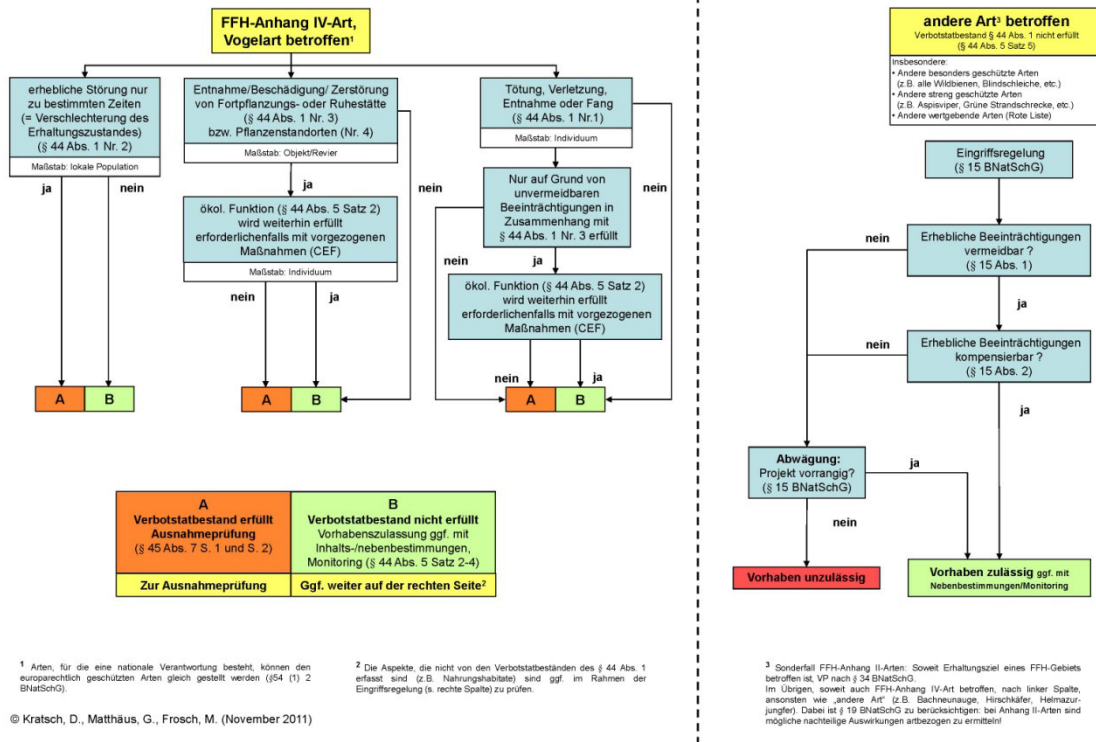 FFH-Anhang IV-Art,
Vogelart betroffen¹
erhebliche Störung nur
zu bestimmten Zeiten
(= Verschlechterung des
Erhaltungszustandes)
(§ 44 Abs. 1 Nr. 2)
Maßstab: lokale Population
ja
nein
A
B
Entnahme/Beschädigung/ Zerstörung
von Fortpflanzungs- oder Ruhestätte
(§ 44 Abs. 1 Nr. 3)
bzw. Pflanzenstandorten (Nr. 4)
Maßstab: Objekt/Revier
ja
nein
ökol. Funktion (§ 44 Abs. 5 Satz 2)
wird weiterhin erfüllt
erforderlichenfalls mit vorgezogenen
Maßnahmen (CEF)
Maßstab: Individuum
nein
ja
A
B
Tötung, Verletzung,
Entnahme oder Fang
(§ 44 Abs. 1 Nr.1)
Maßstab: Individuum
nein
Nur auf Grund von
unvermeidbaren
Beeinträchtigungen in
Zusammenhang mit
§ 44 Abs. 1 Nr. 3 erfüllt
nein
ja
ökol. Funktion (§ 44 Abs. 5 Satz 2)
wird weiterhin erfüllt
erforderlichenfalls mit vorgezogenen
Maßnahmen (CEF)
nein
ja
A
B
A
Verbotstatbestand erfüllt
Ausnahmeprüfung
(§ 45 Abs. 7 S. 1 und S. 2)
Zur Ausnahmeprüfung
B
Verbotstatbestand nicht erfüllt
Vorhabenszulassung ggf. mit
Inhalts-/nebenbestimmungen,
Monitoring (§ 44 Abs. 5 Satz 2-4)
Ggf. weiter auf der rechten Seite²
¹ Arten, für die eine nationale Verantwortung besteht, können den
europarechtlich geschützten Arten gleich gestellt werden (§54 (1) 2
BNatSchG).
² Die Aspekte, die nicht von den Verbotstatbeständen des § 44 Abs. 1
erfasst sind (z.B. Nahrungshabitate) sind ggf. im Rahmen der
Eingriffsregelung (s. rechte Spalte) zu prüfen.
© Kratsch, D., Matthäus, G., Frosch, M. (November 2011)
andere Art³ betroffen
Verbotstatbestand § 44 Abs. 1 nicht erfüllt
(§ 44 Abs. 5 Satz 5)
Insbesondere:
• Andere besonders geschützte Arten
(z.B. alle Wildbienen, Blindschleiche, etc.)
• Andere streng geschützte Arten
(z.B. Aspisviper, Grüne Strandschrecke, etc.)
• Andere wertgebende Arten (Rote Liste)
Eingriffsregelung
(§ 15 BNatSchG)
nein
Erhebliche Beeinträchtigungen
vermeidbar ?
(§ 15 Abs. 1)
ja
nein
Erhebliche Beeinträchtigungen
kompensierbar ?
(§ 15 Abs. 2)
ja
Abwägung:
Projekt vorrangig?
(§ 15 BNatSchG)
ja
nein
Vorhaben unzulässig
Vorhaben zulässig ggf. mit
Nebenbestimmungen/Monitoring
³ Sonderfall FFH-Anhang II-Arten: Soweit Erhaltungsziel eines FFH-Gebiets
betroffen ist, VP nach § 34 BNatSchG.
Im Übrigen, soweit auch FFH-Anhang IV-Art betroffen, nach linker Spalte,
ansonsten wie „andere Art“ (z.B. Bachneunauge, Hirschkäfer, Helmazur-
jungfer). Dabei ist § 19 BNatSchG zu berücksichtigen: bei Anhang II-Arten sind
mögliche nachteilige Auswirkungen artbezogen zu ermitteln!